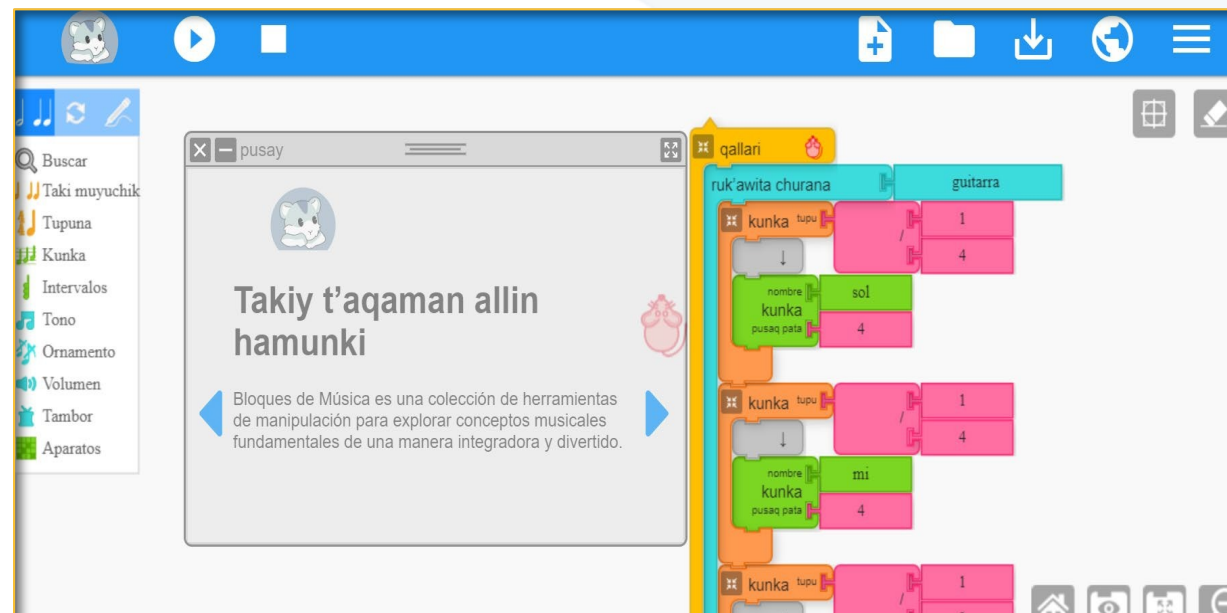 Buscar
Taki muyuchik
Tupuna
Kunka
Intervalos
Tono
Ornamento
Volumen
Tambor
Aparatos
pusay
Takiy t'aqaman allin
hamunki
Bloques de Música es una colección de herramientas
de manipulación para explorar conceptos musicales
fundamentales de una manera integradora y divertido.
qallari
ruk'awita churana guitarra
kunka tupu / 1
4
nombre sol
kunka
pusaq pata 4
kunka tupu / 1
4
nombre mi
kunka
pusaq pata 4
kunka tupu / 1